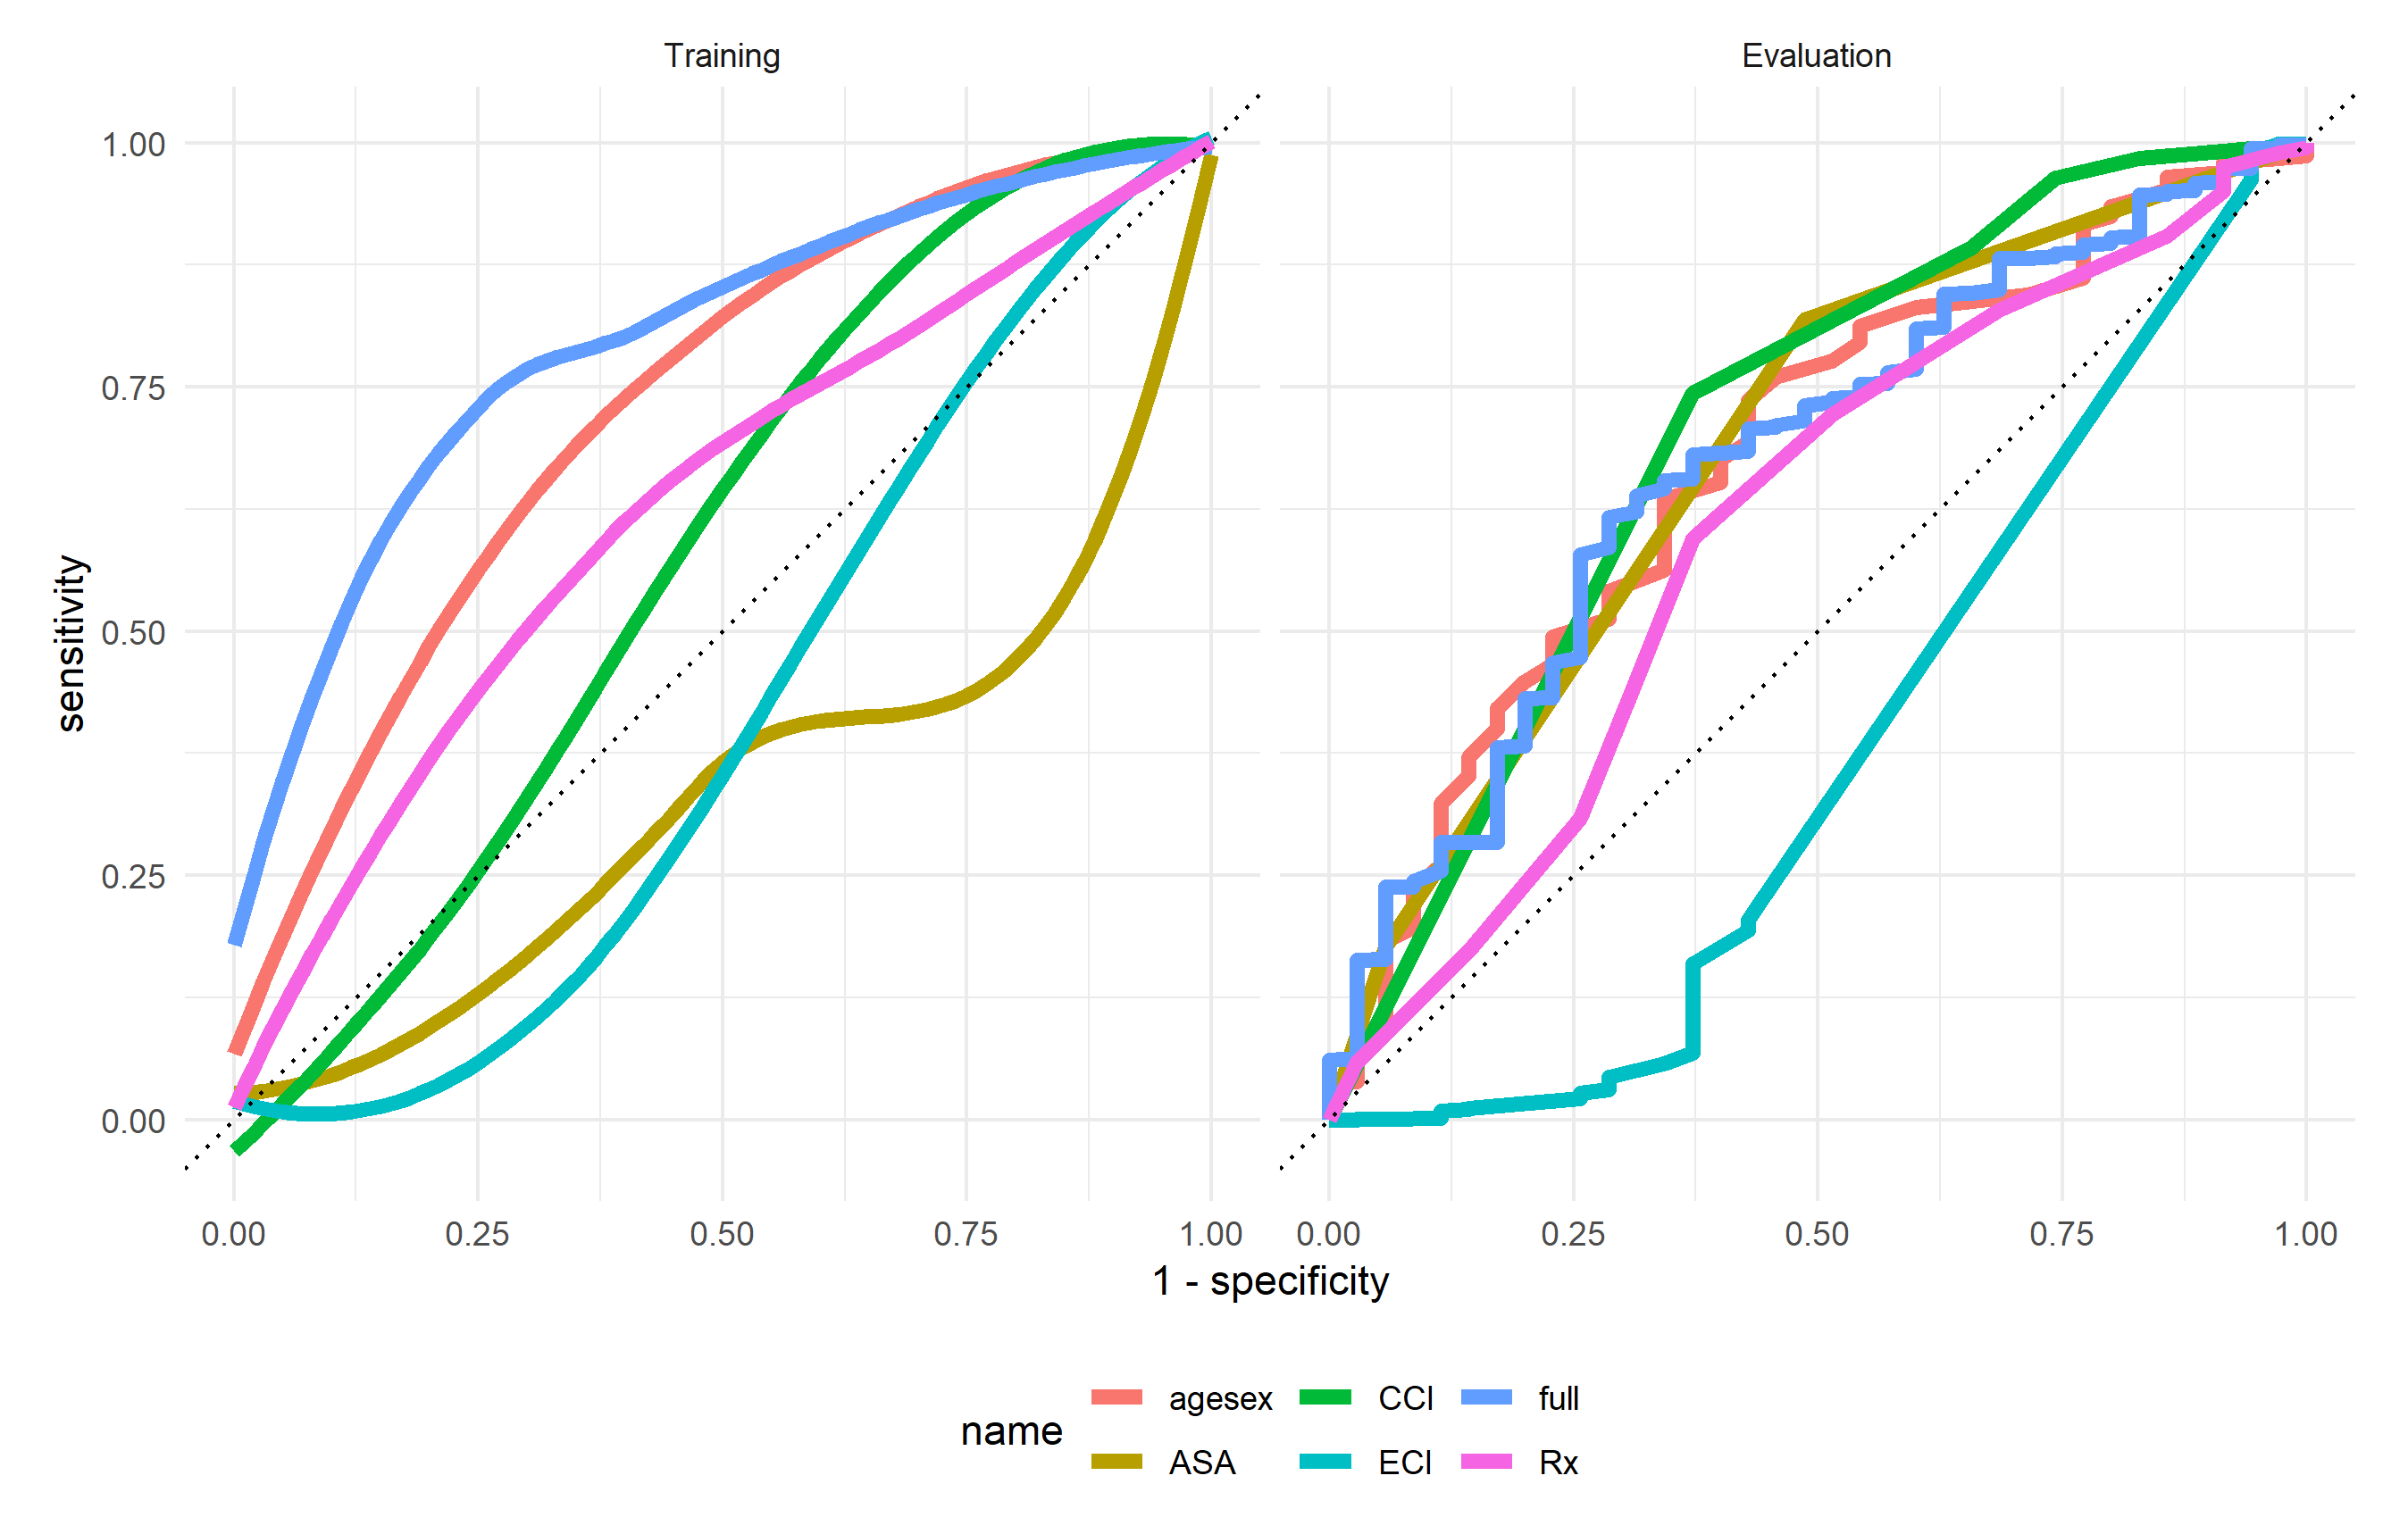 Training Evaluation
1.00
0.75
0.50
0.25
0.00
sensitivity
0.00 0.25 0.50 0.75 1.00 0.00 0.25 0.50 0.75 1.00
1 - specificity
name
agesex CCI full
ASA ECI Rx